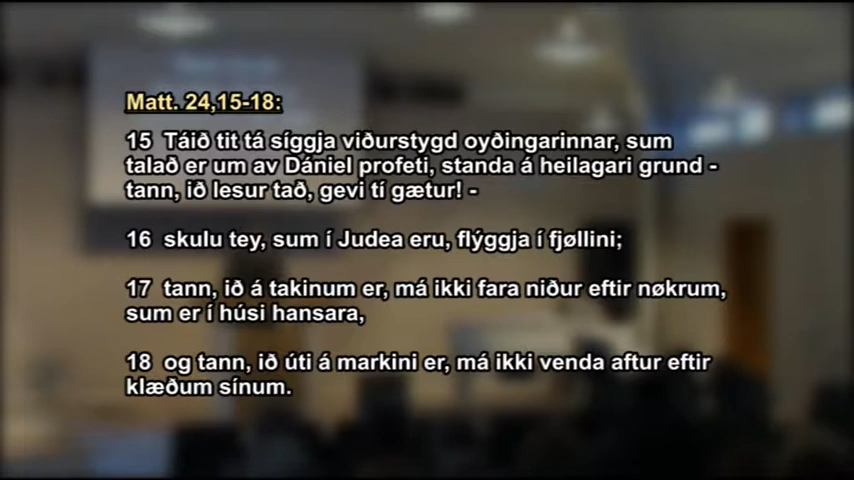 Matt. 24,15-18:
15 Táið tit tá síggja viðurstygd oyðingarinnar, sum
talað er um av Dániel profeti, standa á heilagari grund -
tann, ið lesur tað, gevi tí gætur! -
16 skulu tey, sum í Judea eru, flýggja í fjøllini;
17 tann, ið á takinum er, má ikki fara niður eftir nøkrum,
sum er í húsi hansara,
18 og tann, ið úti á markini er, má ikki venda aftur eftir
klæðum sínum.